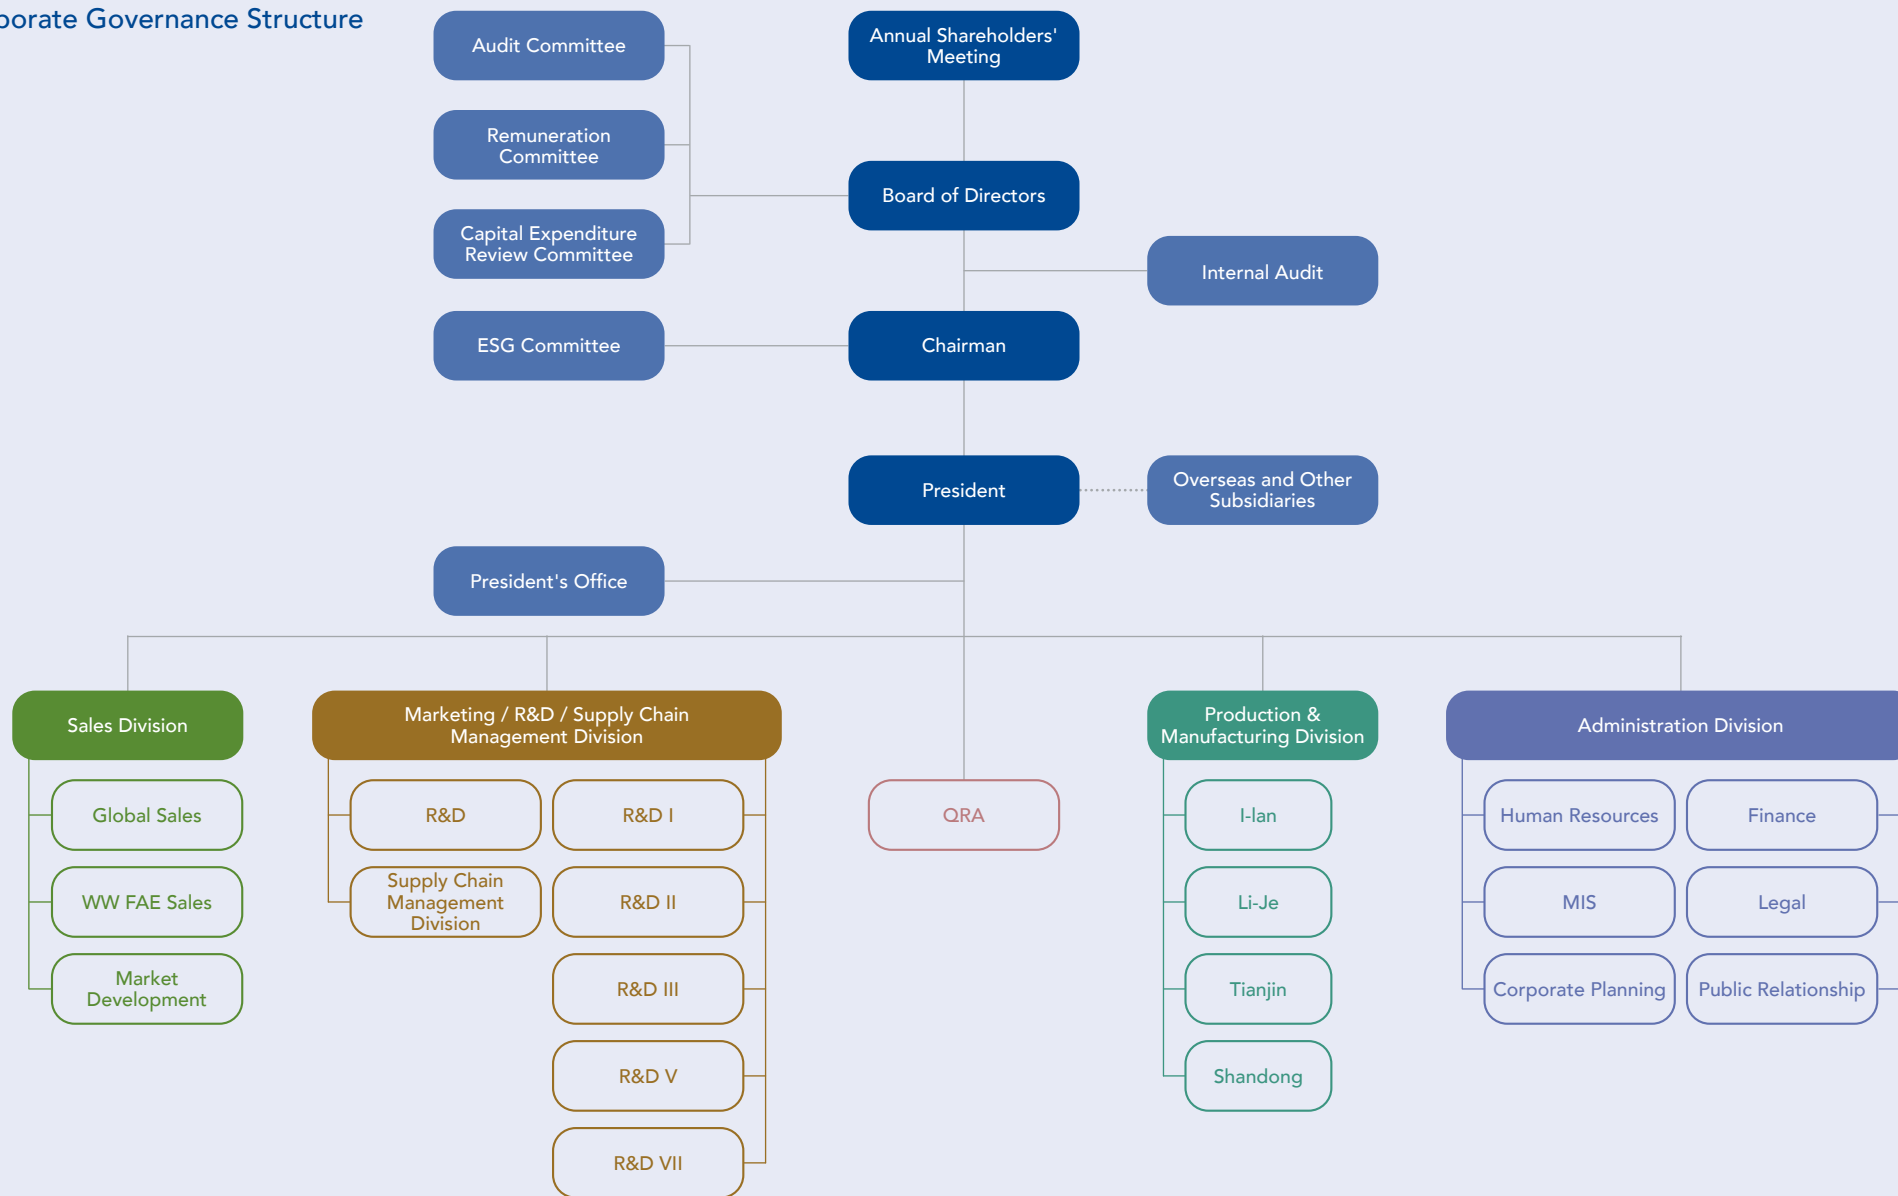 porate Governance Structure
Audit Committee
Annual Shareholders'
Meeting
Remuneration
Committee
Board of Directors
Capital Expenditure
Review Committee
Internal Audit
ESG Committee
Chairman
President
Overseas and Other
Subsidiaries
President's Office
Sales Division
Marketing / R&D / Supply Chain
Management Division
Production &
Manufacturing Division
Administration Division
Global Sales
WW FAE Sales
Market
Development
R&D
Supply Chain
Management
Division
R&D I
R&D II
R&D III
R&D V
R&D VII
QRA
I-lan
Li-Je
Tianjin
Shandong
Human Resources
MIS
Corporate Planning
Finance
Legal
Public Relationship